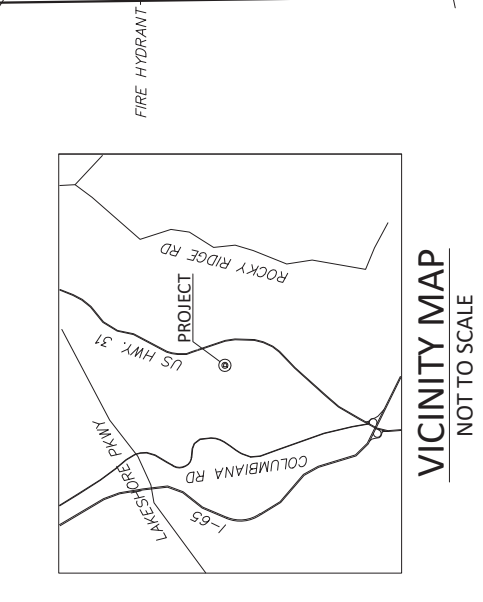 FIRE HYDRANT
ROCKY RIDGE RD
PROJECT
US HWY. 31
COLUMBIANA RD
LAKESHORE PKWY
I-65
VICINITY MAP
NOT TO SCALE